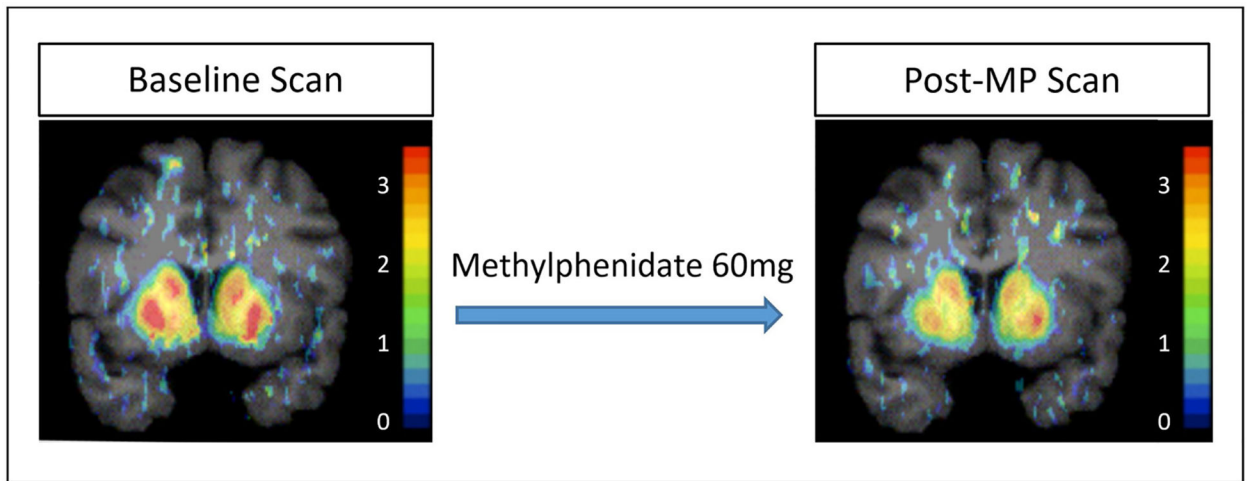 Baseline Scan
Post-MP Scan
3
2
1
0
Methylphenidate 60mg
3
2
1
0